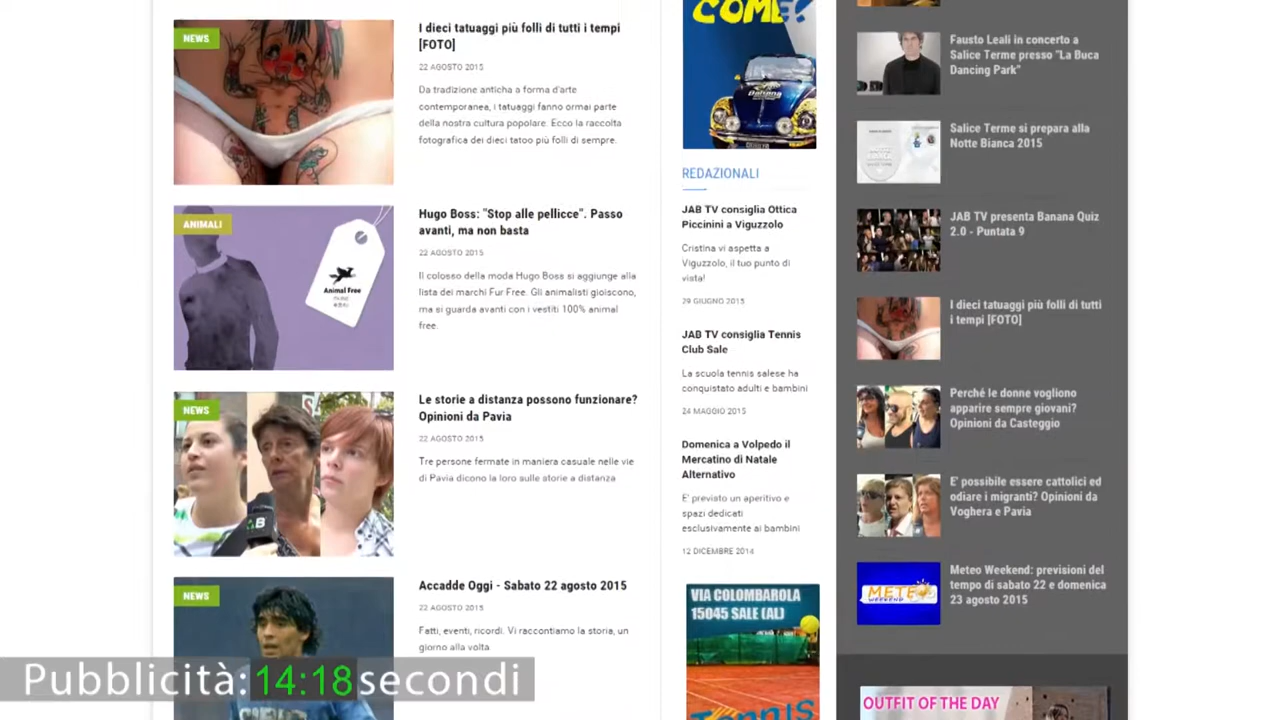 NEWS
I dieci tatuaggi più folli di tutti i tempi
[FOTO]
22 AGOSTO 2015
Da tradizione antica a forma d'arte
contemporanea, i tatuaggi fanno ormai parte
della nostra cultura popolare. Ecco la raccolta
fotografica dei dieci tatoo più folli di sempre.
ANIMALI
Animal Free
Hugo Boss: "Stop alle pellicce". Passo
avanti, ma non basta
22 AGOSTO 2015
Il colosso della moda Hugo Boss si aggiunge alla
lista dei marchi Fur Free. Gli animalisti gioiscono,
ma si guarda avanti con i vestiti 100% animal
free.
NEWS
Le storie a distanza possono funzionare?
Opinioni da Pavia
22 AGOSTO 2015
Tre persone fermate in maniera casuale nelle vie
di Pavia dicono la loro sulle storie a distanza
NEWS
Accadde Oggi - Sabato 22 agosto 2015
22 AGOSTO 2015
Fatti, eventi, ricordi. Vi raccontiamo la storia, un
giorno alla volta
COME?
REDAZIONALI
JAB TV consiglia Ottica
Piccinini a Viguzzolo
Cristina vi aspetta a
Viguzzolo, il tuo punto di
vista!
29 GIUGNO 2015
JAB TV consiglia Tennis
Club Sale
La scuola tennis salese ha
conquistato adulti e bambini
24 MAGGIO 2015
Domenica a Volpedo il
Mercatino di Natale
Alternativo
E' previsto un aperitivo e
spazi dedicati
esclusivamente ai bambini
12 DICEMBRE 2014
VIA COLOMBAROLA
15045 SALE (AL)
Tennis
Fausto Leali in concerto a
Salice Terme presso "La Buca
Dancing Park"
Salice Terme si prepara alla
Notte Bianca 2015
JAB TV presenta Banana Quiz
2.0 - Puntata 9
I dieci tatuaggi più folli di tutti
i tempi [FOTO]
Perché le donne vogliono
apparire sempre giovani?
Opinioni da Casteggio
E' possibile essere cattolici ed
odiare i migranti? Opinioni da
Voghera e Pavia
METEO
WEEKEND
Meteo Weekend: previsioni del
tempo di sabato 22 e domenica
23 agosto 2015
OUTFIT OF THE DAY
Pubblicità: 14:18 secondi